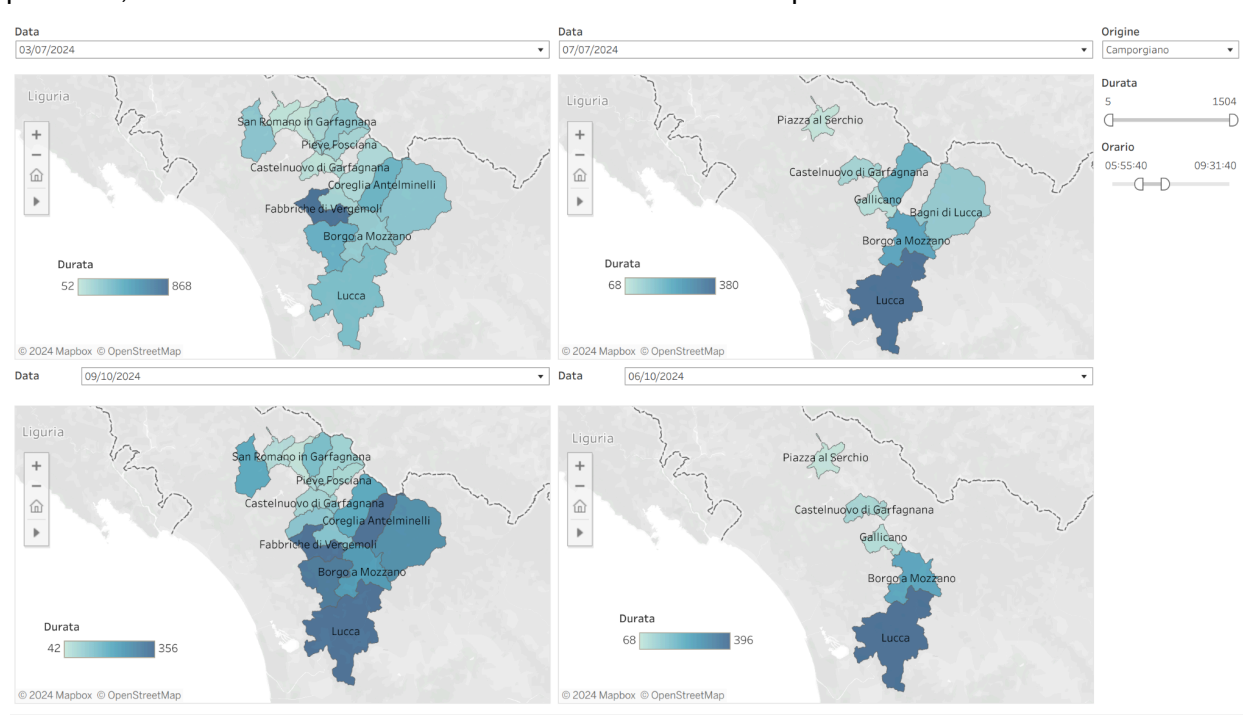 Data
03/07/2024
Liguria
San Romano in Garfagnana
Pieve Fosciana
Castelnuovo di Garfagnana
Coreglia Antelminelli
Fabbriche di Vergemoli
Borgo a Mozzano
Durata
52 868
Lucca
© 2024 Mapbox © OpenStreetMap
Data
07/07/2024
Liguria
Piazza al Serchio
Castelnuovo di Garfagnana
Gallicano
Bagni di Lucca
Borgo a Mozzano
Durata
68 380
Lucca
© 2024 Mapbox © OpenStreetMap
Origine
Camporgiano
Durata
5 1504
Orario
05:55:40 09:31:40
Data 09/10/2024
Liguria
San Romano in Garfagnana
Pieve Fosciana
Castelnuovo di Garfagnana
Coreglia Antelminelli
Fabbriche di Vergemoli
Borgo a Mozzano
Durata
42 356
Lucca
© 2024 Mapbox © OpenStreetMap
Data 06/10/2024
Liguria
Piazza al Serchio
Castelnuovo di Garfagnana
Gallicano
Borgo a Mozzano
Durata
68 396
Lucca
© 2024 Mapbox © OpenStreetMap